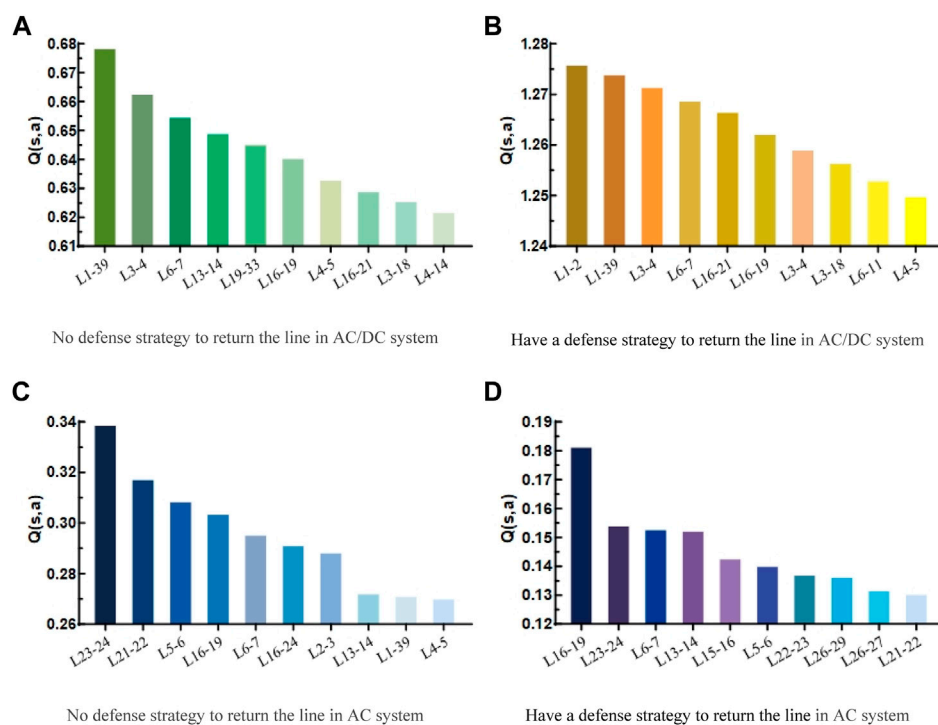 A
0.68
0.67
0.66
0.65
0.64
0.63
0.62
0.61
Q(s,a)
L1-39
L3-4
L6-7
L13-14
L19-33
L16-19
L4-5
L16-21
L3-18
L4-14
No defense strategy to return the line in AC/DC system
B
1.28
1.27
1.26
1.25
1.24
Q(s,a)
L1-2
L1-39
L3-4
L6-7
L16-21
L16-19
L3-4
L3-18
L6-11
L4-5
Have a defense strategy to return the line in AC/DC system
C
0.34
0.32
0.30
0.28
0.26
Q(s,a)
L23-24
L21-22
L5-6
L16-19
L6-7
L16-24
L2-3
L13-14
L1-39
L4-5
No defense strategy to return the line in AC system
D
0.19
0.18
0.17
0.16
0.15
0.14
0.13
0.12
Q(s,a)
L16-19
L23-24
L6-7
L13-14
L15-16
L5-6
L22-23
L26-29
L26-27
L21-22
Have a defense strategy to return the line in AC system